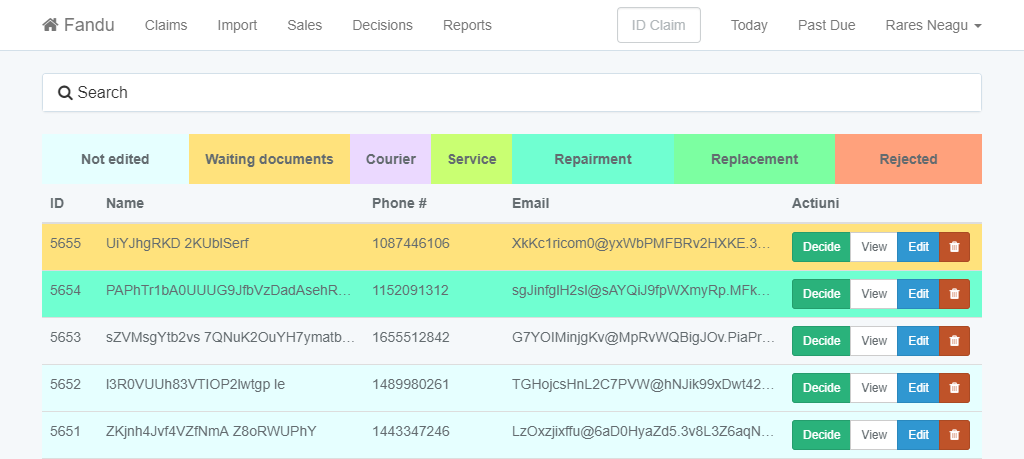 Fandu Claims Import Sales Decisions Reports ID Claim Today Past Due Rares Neagu
Search
Not edited Waiting documents Courier Service Repairment Replacement Rejected
ID Name Phone # Email Actiuni
5655 UiYJhgRKD 2KUblSerf 1087446106 XkKc1ricom0@yxWbPMFBRv2HXKE.3... Decide View Edit
5654 PAPhTr1bA0UUUG9JfbVzDadAsehR... 1152091312 sgJinfgIH2sI@sAYQiJ9fpWXmyRp.MFk... Decide View Edit
5653 sZVMsgYtb2vs 7QNuK2OuYH7ymatb... 1655512842 G7YOIMinjgKv@MpRvWQBigJOv.PiaPr... Decide View Edit
5652 l3R0VUUh83VTIOP2lwtgp le 1489980261 TGHojcsHnL2C7PVW@hNJik99xDwt42... Decide View Edit
5651 ZKjnh4Jvf4VZfNmA Z8oRWUPhY 1443347246 LzOxzjixffu@6aD0HyaZd5.3v8L3Z6aqN... Decide View Edit